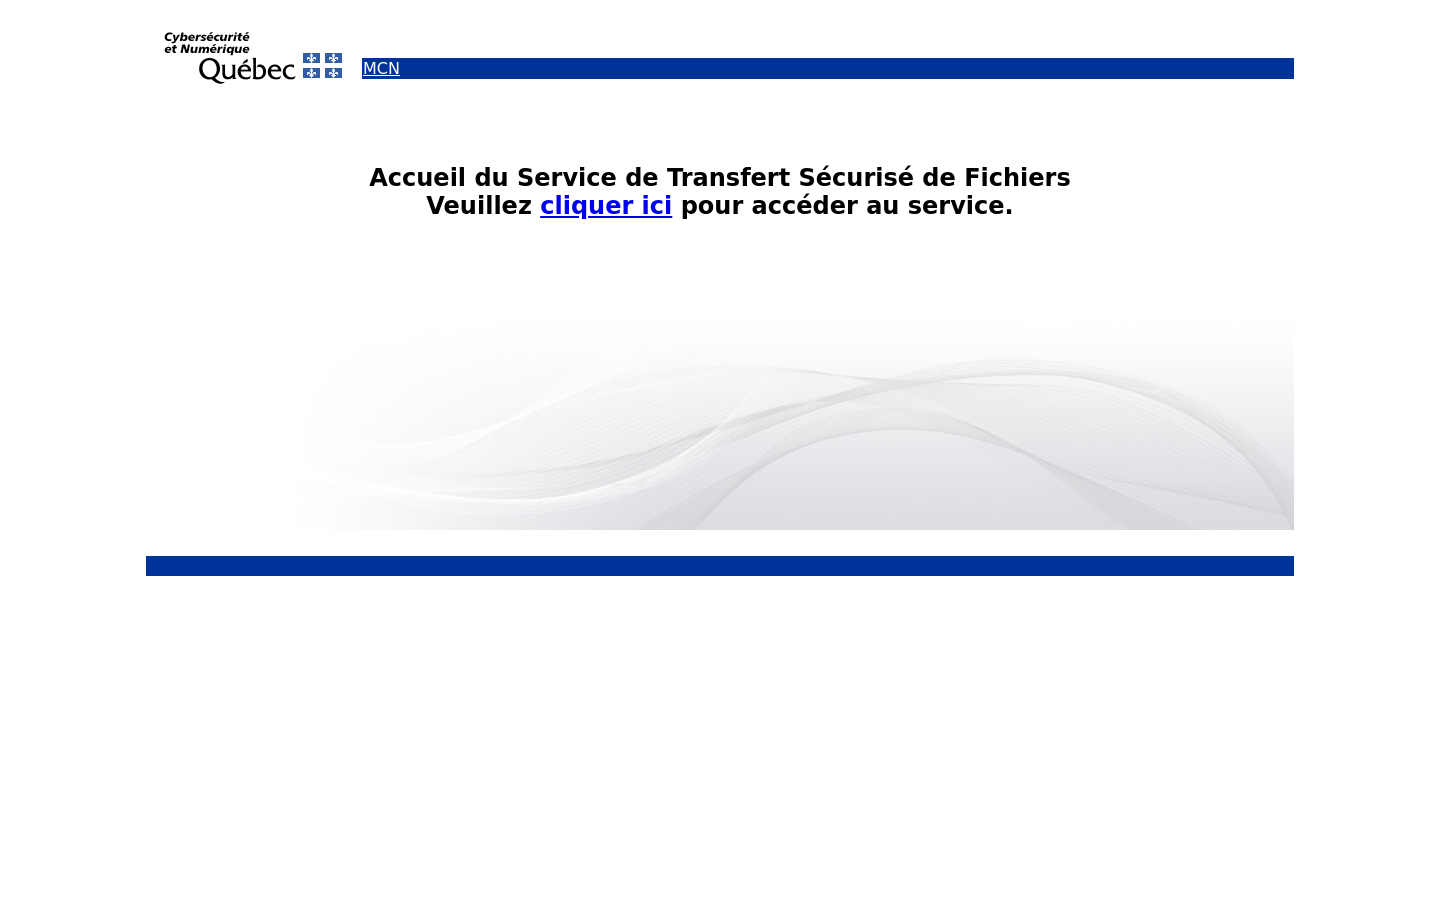 Cybersécurité
et Numérique
Québec
MCN
Accueil du Service de Transfert Sécurisé de Fichiers
Veuillez cliquer ici pour accéder au service.